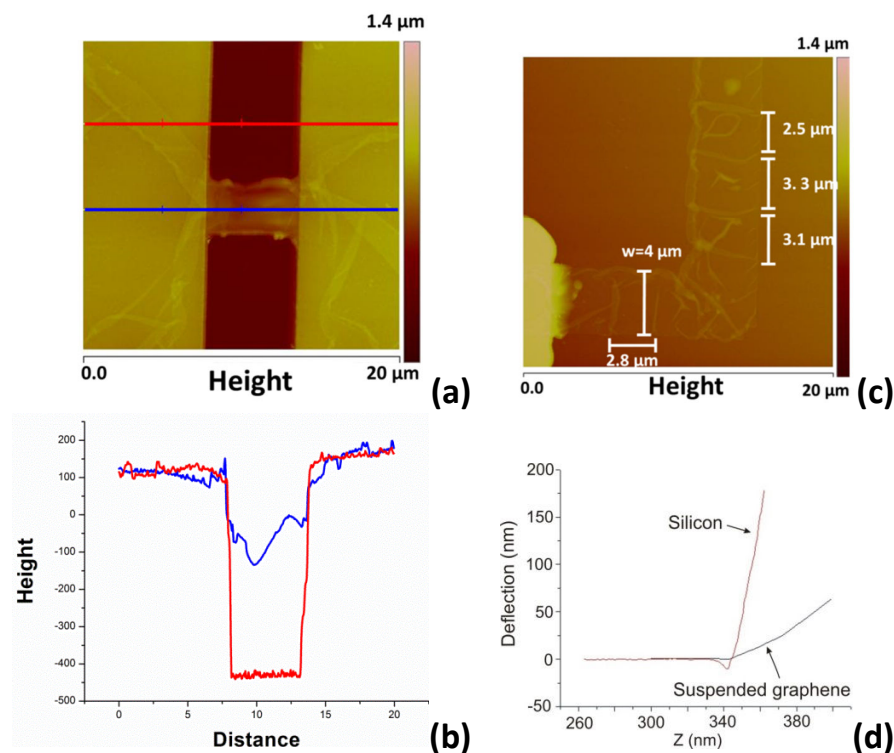 1.4 µm
0.0
Height
20 µm
(a)
1.4 µm
2.5 µm
3. 3 µm
3.1 µm
w=4 µm
2.8 µm
0.0
Height
20 µm
(c)
200
100
0
-100
-200
-300
-400
-500
Height
0
5
10
15
20
Distance
(b)
200
150
100
50
0
-50
Deflection (nm)
Silicon
Suspended graphene
260
300
340
380
Z (nm)
(d)